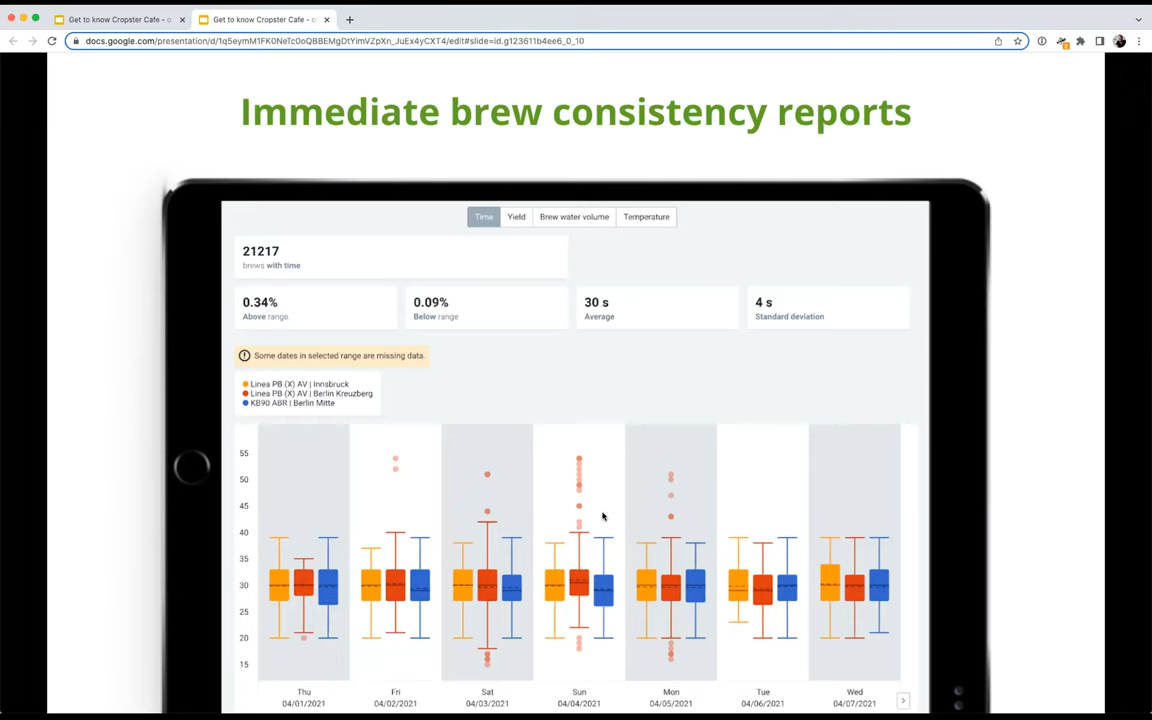 Get to know Cropster Cafe - o
Get to know Cropster Cafe - o
docs.google.com/presentation/d/1q5eymM1FK0NeTc0oQBBEMgDtYimVZpXn_JuEx4yCXT4/edit#slide=id.g123611b4ee6_0_10
Immediate brew consistency reports
Time Yield Brew water volume Temperature
21217
brews with time
0.34% 0.09% 30 s 4 s
Above range Below range Average Standard deviation
Some dates in selected range are missing data.
Linea PB (X) AV | Innsbruck
Linea PB (X) AV | Berlin Kreuzberg
KB90 ABR | Berlin Mitte
55
50
45
40
35
30
25
20
15
Thu Fri Sat Sun Mon Tue Wed
04/01/2021 04/02/2021 04/03/2021 04/04/2021 04/05/2021 04/06/2021 04/07/2021